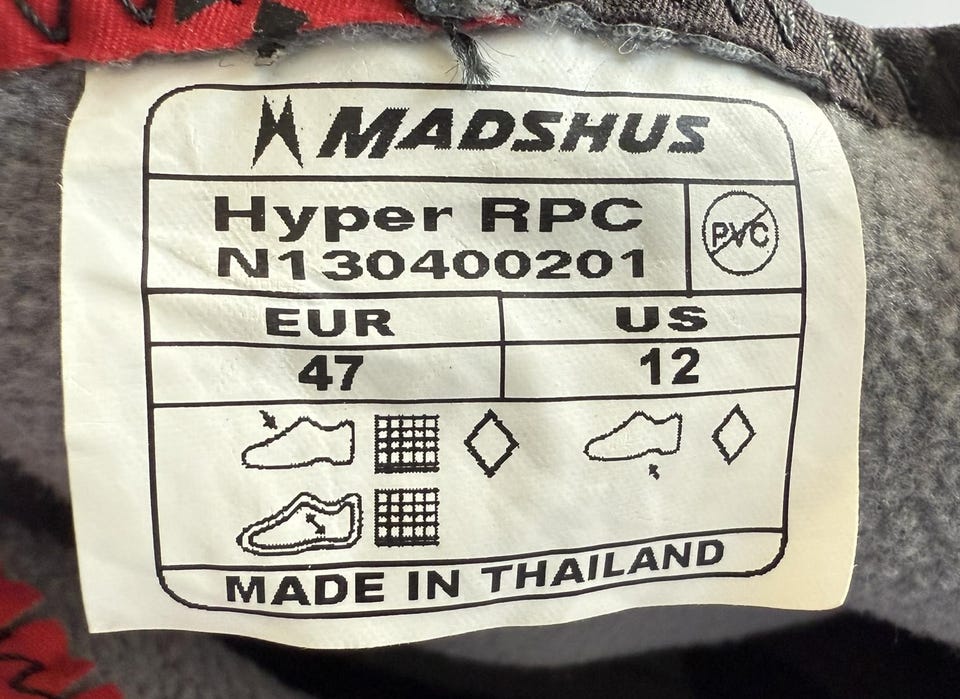 MADSHUS
Hyper RPC
PVC
N130400201
EUR US
47 12
MADE IN THAILAND